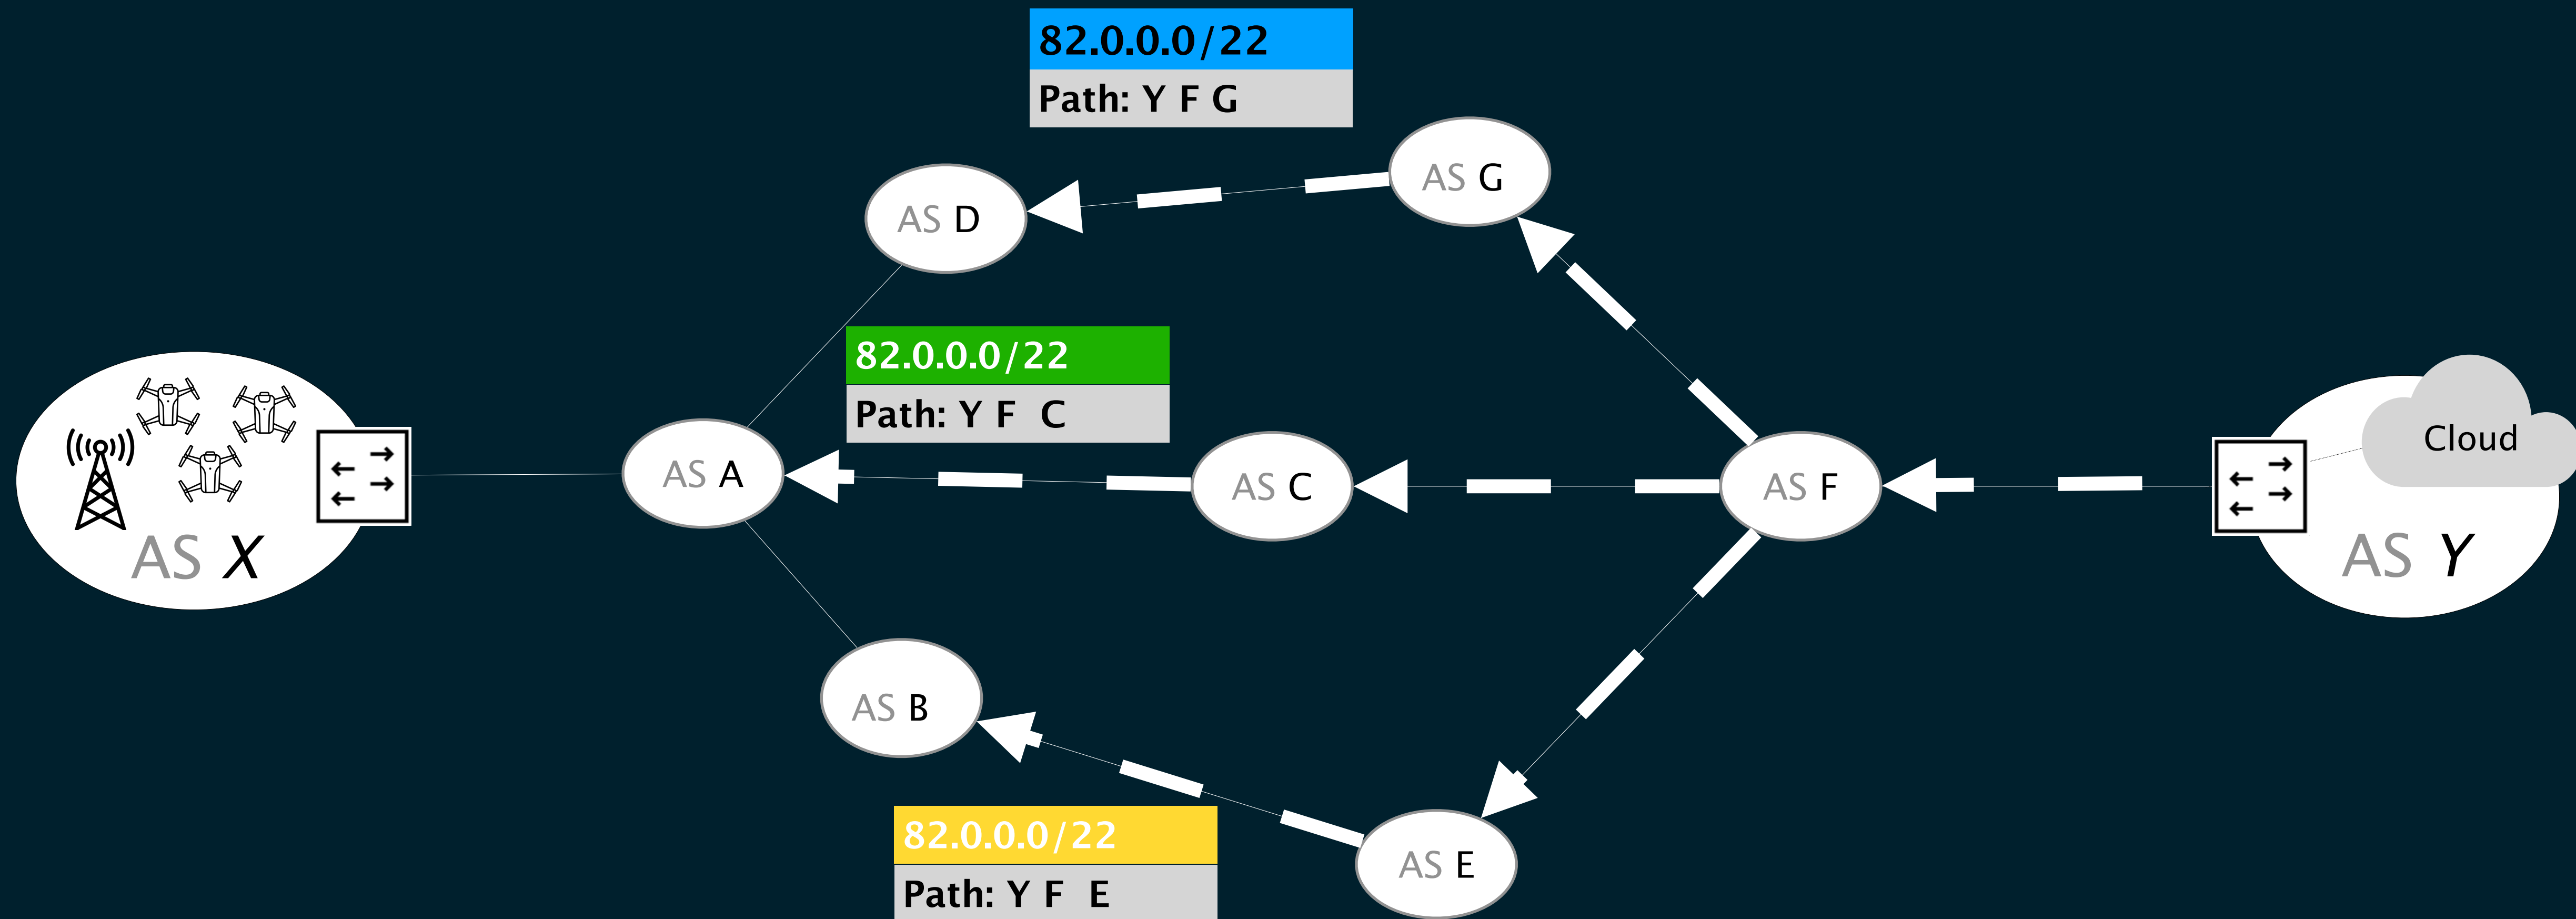 82.0.0.0/22
Path: Y F G
AS G
AS D
82.0.0.0/22
Path: Y F  C
AS X
AS A
AS C
AS F
Cloud
AS Y
AS B
82.0.0.0/22
Path: Y F  E
AS E